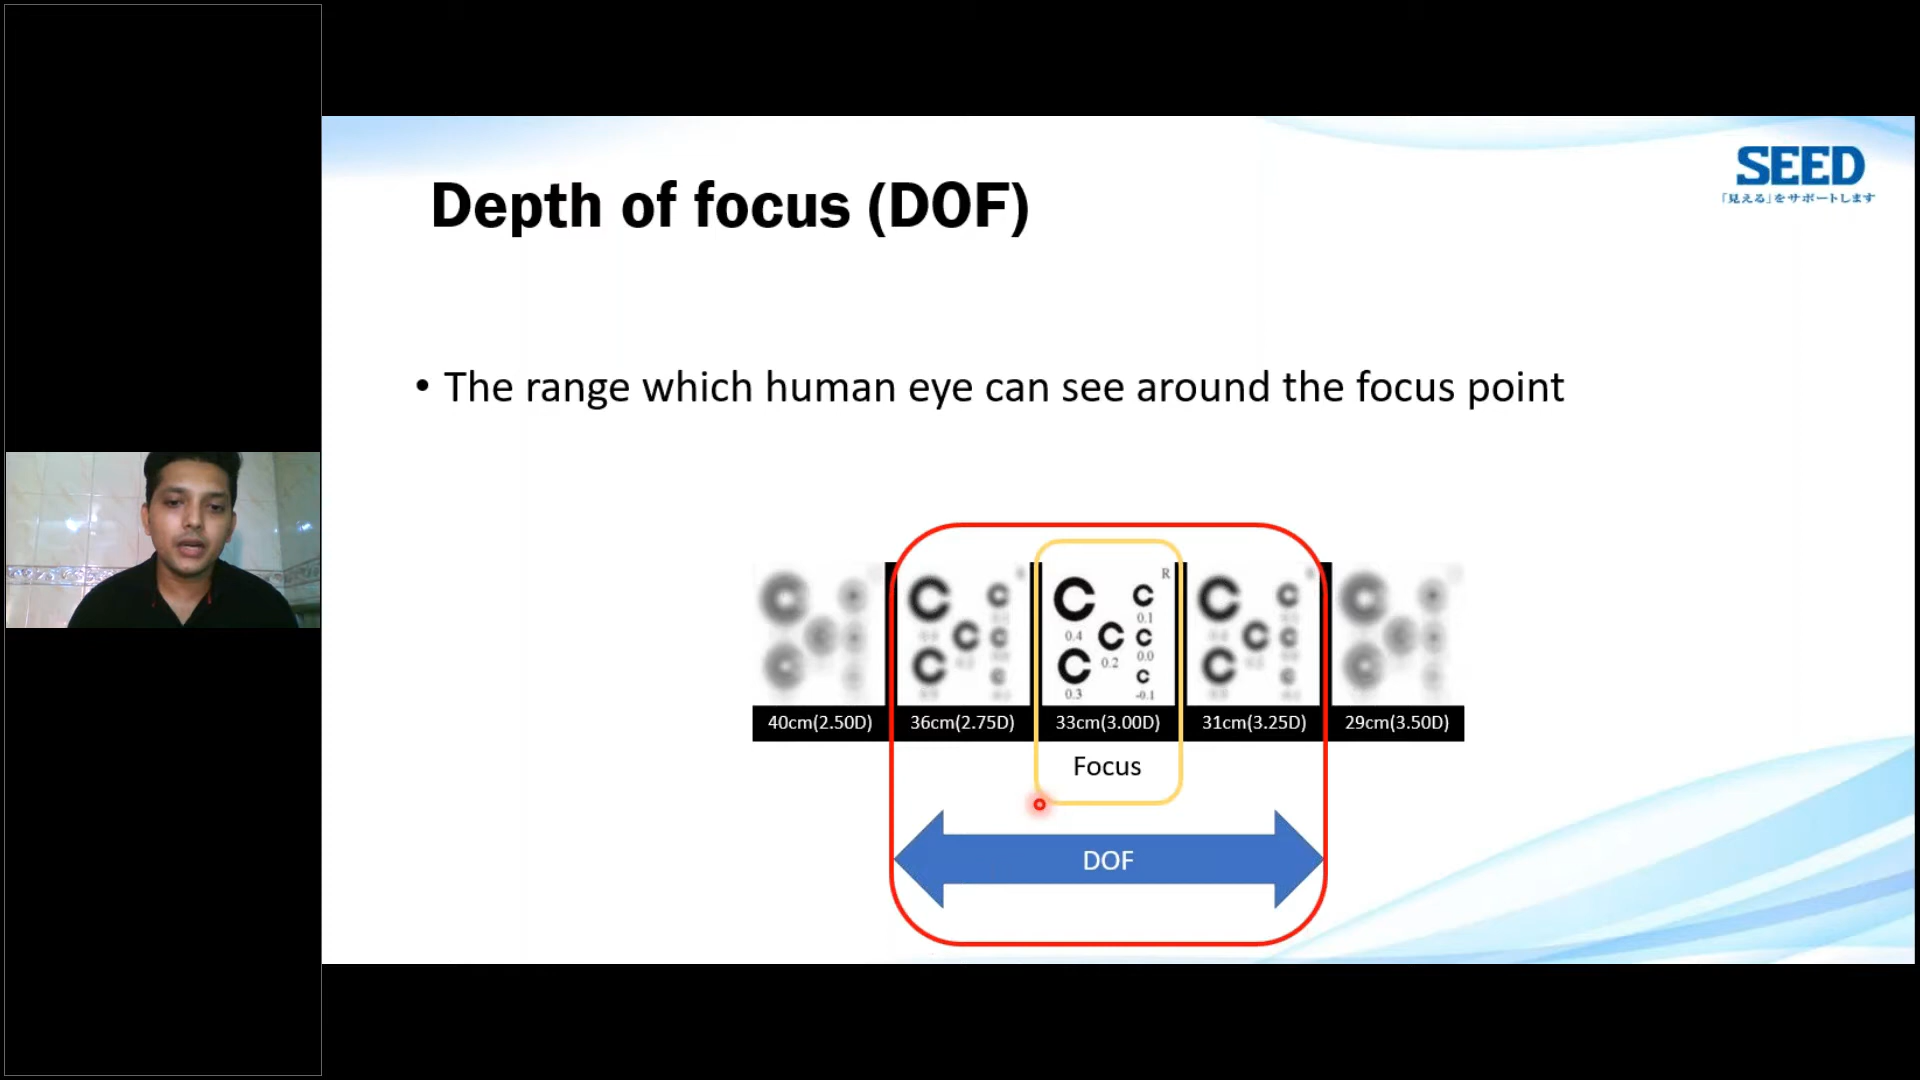 SEED
「見える」をサポートします
Depth of focus (DOF)
• The range which human eye can see around the focus point
R
0.4
0.1
0.2
0.0
0.3
-0.1
40cm(2.50D)
36cm(2.75D)
33cm(3.00D)
31cm(3.25D)
29cm(3.50D)
Focus
DOF